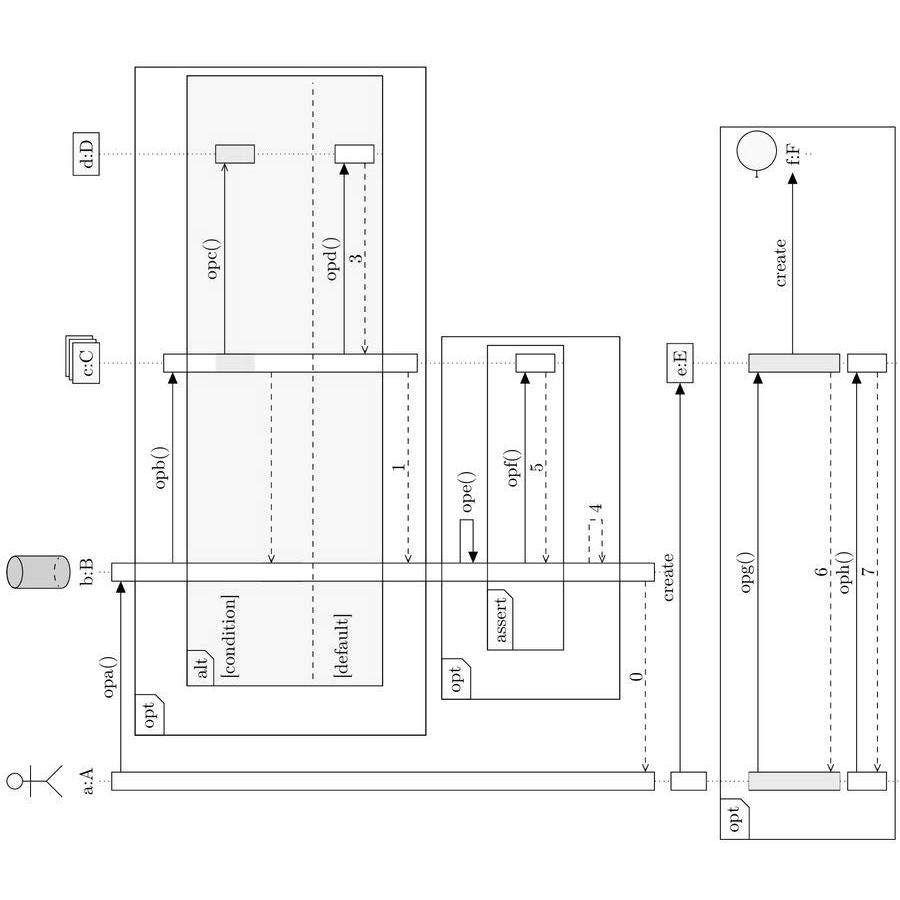 a:A
b:B
c:C
d:D
opa()
opt
opb()
alt
[condition]
opc()
[default]
opd()
3
1
opt
ope()
assert
opf()
5
4
0
create
e:E
opt
opg()
create
f:F
6
oph()
7